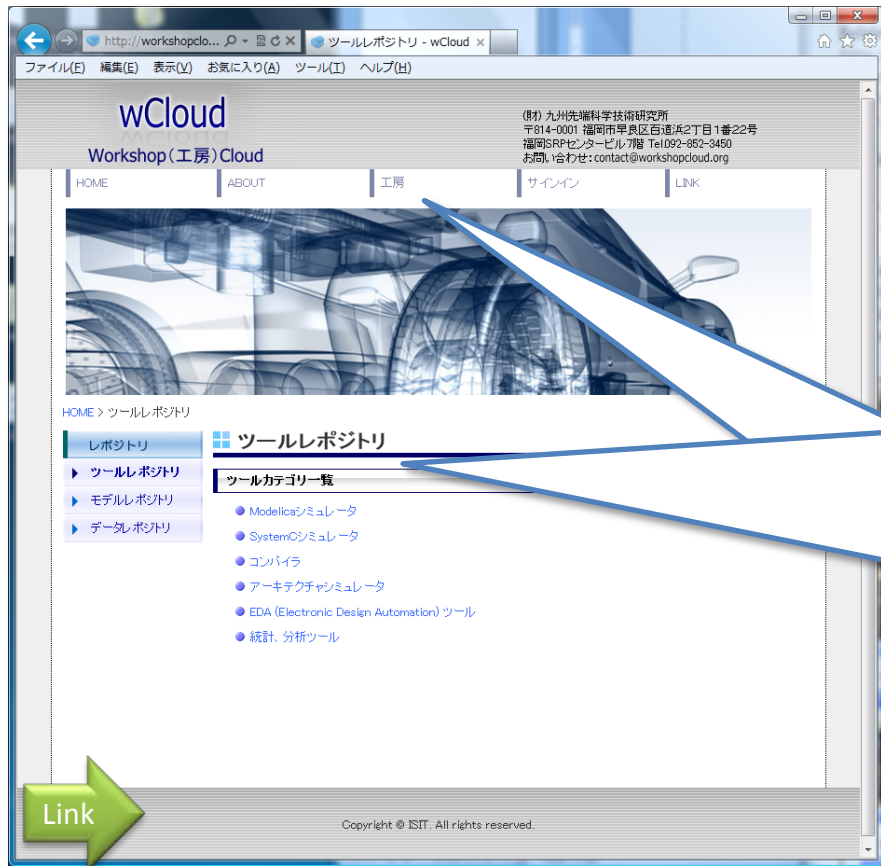 http://workshopclo...
ツールレポジトリ - wCloud
ファイル(F) 編集(E) 表示(V) お気に入り(A) ツール(T) ヘルプ(H)
wCloud
Workshop(工房)Cloud
(財) 九州先端科学技術研究所
〒814-0001 福岡市早良区百道浜2丁目1番22号
福岡SRPセンタービル7階 Tel.092-852-3450
お問い合わせ:contact@workshopcloud.org
HOME ABOUT 工房 サインイン LINK
HOME > ツールレポジトリ
レポジトリ
ツールレポジトリ
モデルレポジトリ
データレポジトリ
ツールレポジトリ
ツールカテゴリ一覧
Modelicaシミュレータ
SystemCシミュレータ
コンパイラ
アーキテクチャシミュレータ
EDA (Electronic Design Automation) ツール
統計、分析ツール
Link
Copyright © ISIT. All rights reserved.